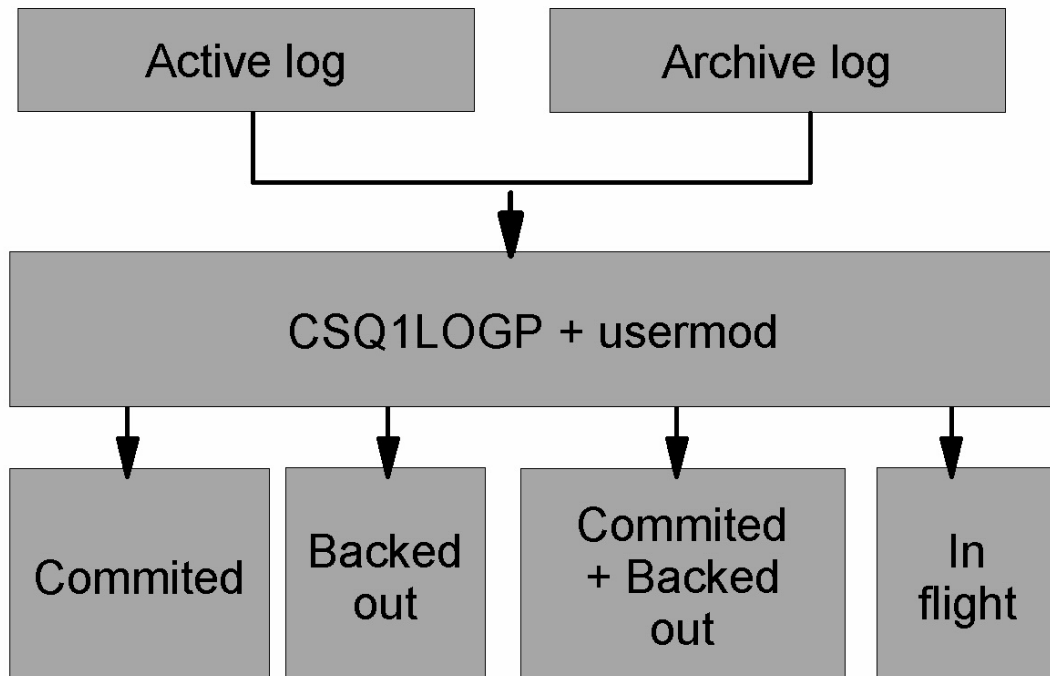 Active log
Archive log
CSQ1LOGP + usermod
Commited
Backed
out
Commited
+ Backed
out
In
flight